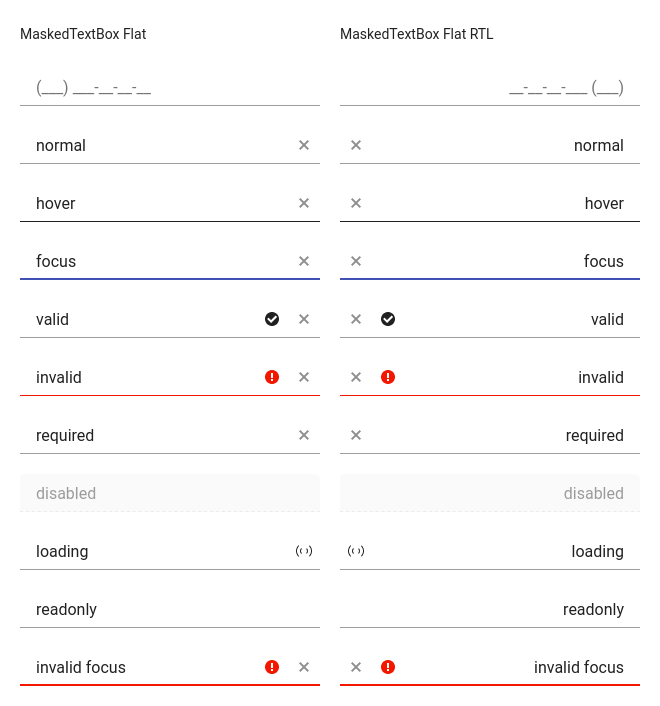 MaskedTextBox Flat MaskedTextBox Flat RTL
(___) ___-__-__-__ __-__-__-___ (___)
normal normal
hover hover
focus focus
valid valid
invalid invalid
required required
disabled disabled
loading loading
readonly readonly
invalid focus invalid focus